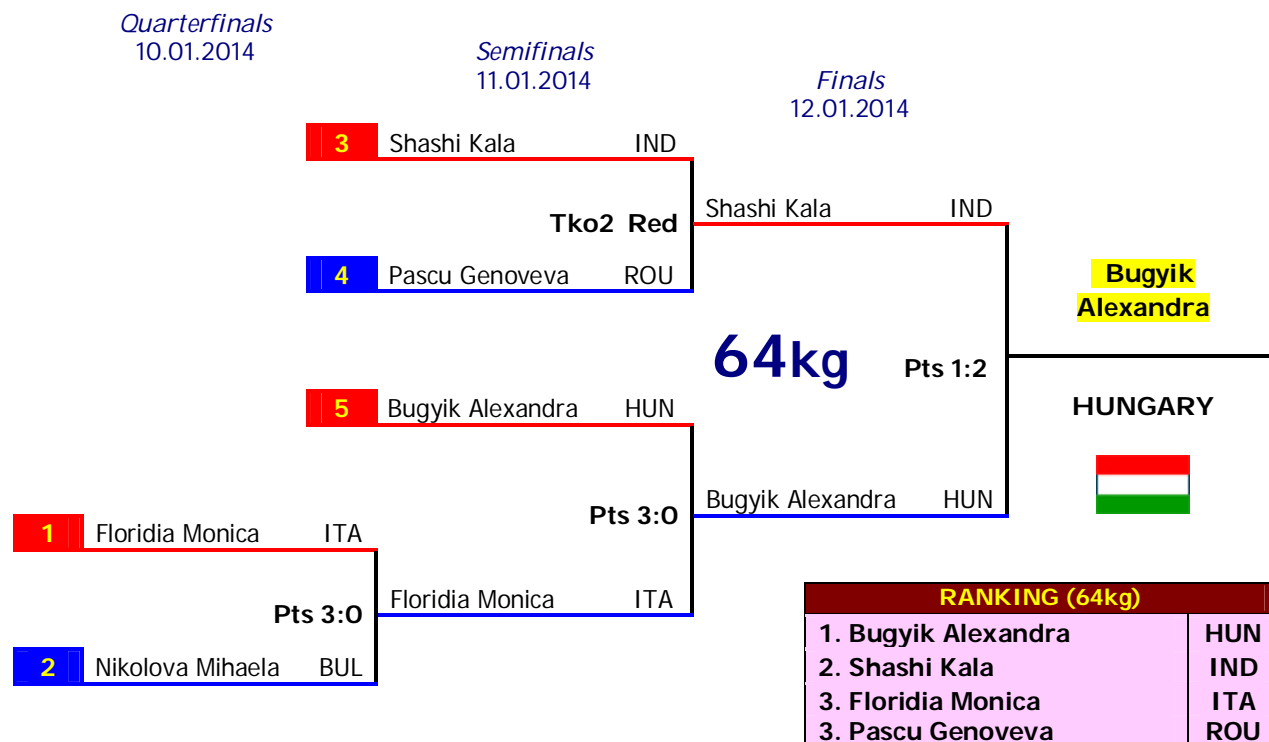 Quarterfinals
10.01.2014
Semifinals
11.01.2014
Finals
12.01.2014
3 Shashi Kala IND
Tko2 Red
4 Pascu Genoveva ROU
Shashi Kala IND
64kg
Pts 1:2
Bugyik
Alexandra
HUNGARY
5 Bugyik Alexandra HUN
Pts 3:0
Bugyik Alexandra HUN
1 Floridia Monica ITA
Pts 3:0
Floridia Monica ITA
2 Nikolova Mihaela BUL
RANKING (64kg)
1. Bugyik Alexandra HUN
2. Shashi Kala IND
3. Floridia Monica ITA
3. Pascu Genoveva ROU